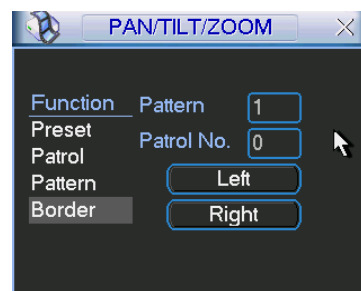 PAN/TILT/ZOOM
Function Pattern 1
Preset
Patrol No. 0
Patrol
Pattern Left
Border Right